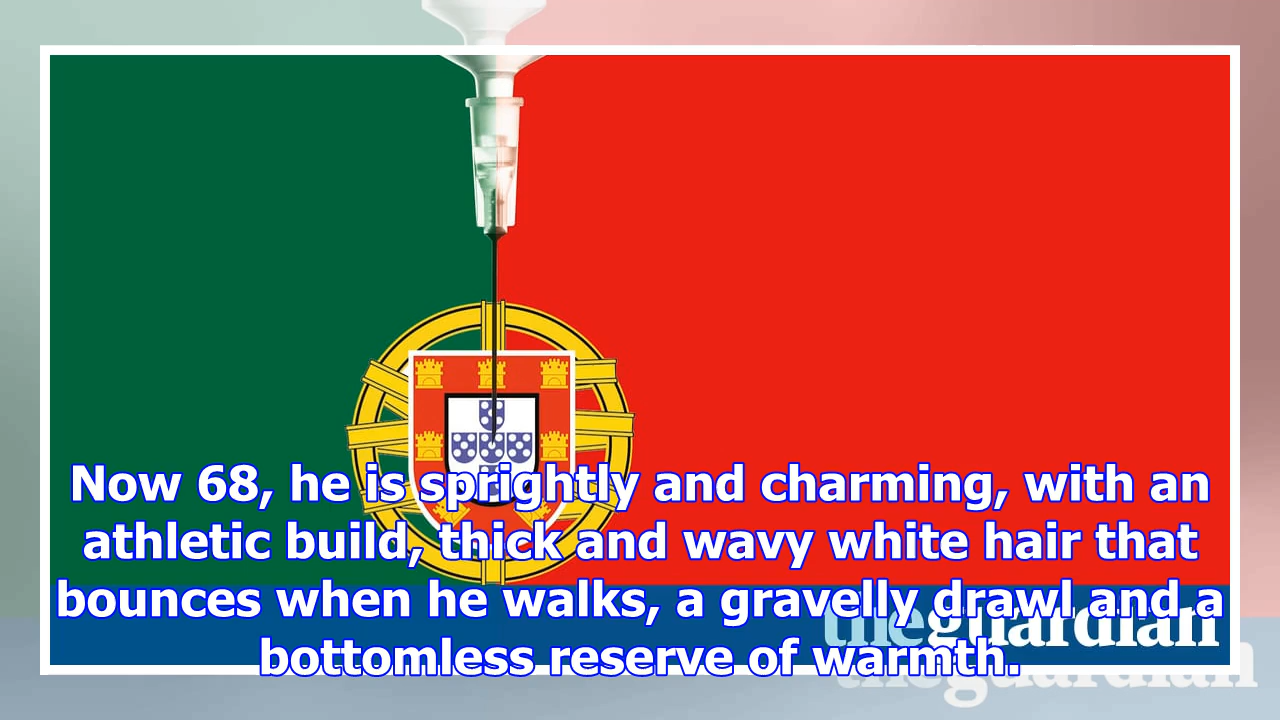 Now 68, he is sprightly and charming, with an
athletic build, thick and wavy white hair that
bounces when he walks, a gravelly drawl and a
bottomless reserve of warmth.
theguardian
theguardian